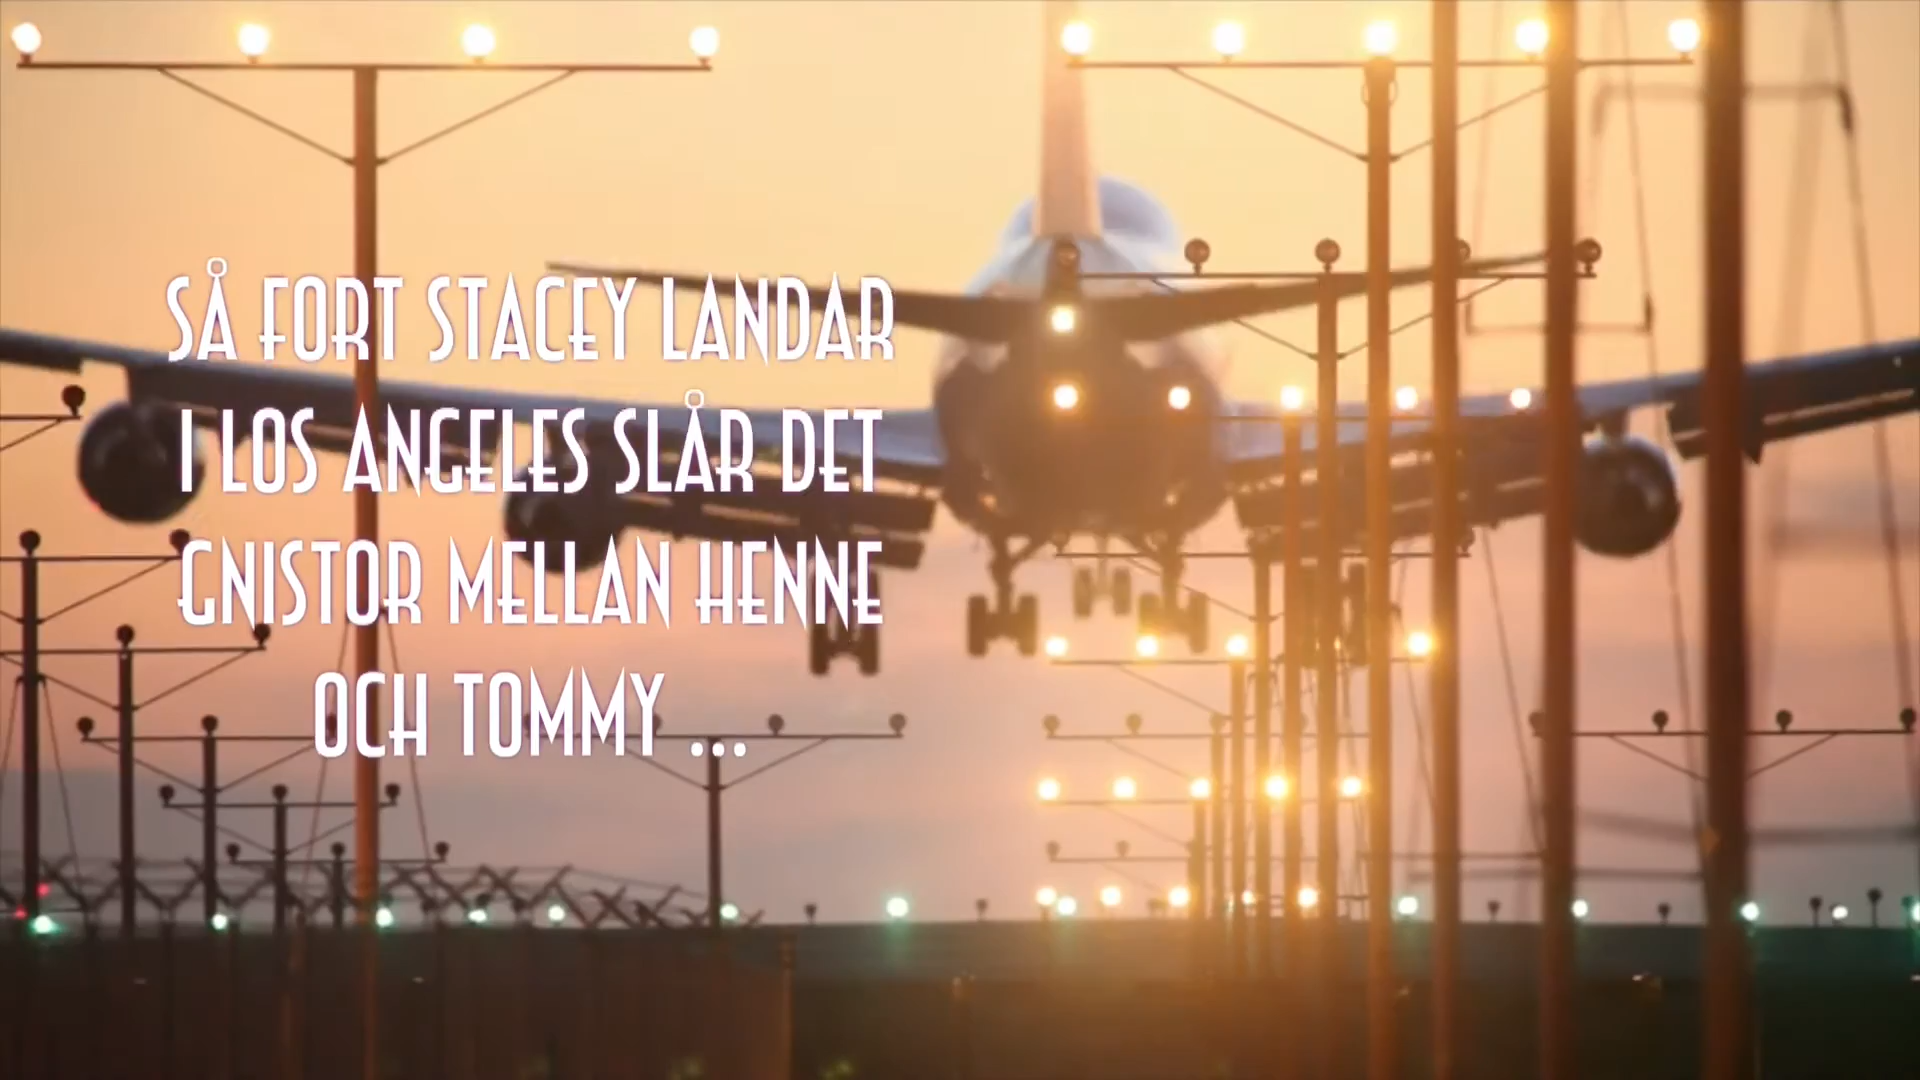 SÅ FORT STACEY LANDAR
I LOS ANGELES SLÅR DET
GNISTOR MELLAN HENNE
OCH TOMMY ...